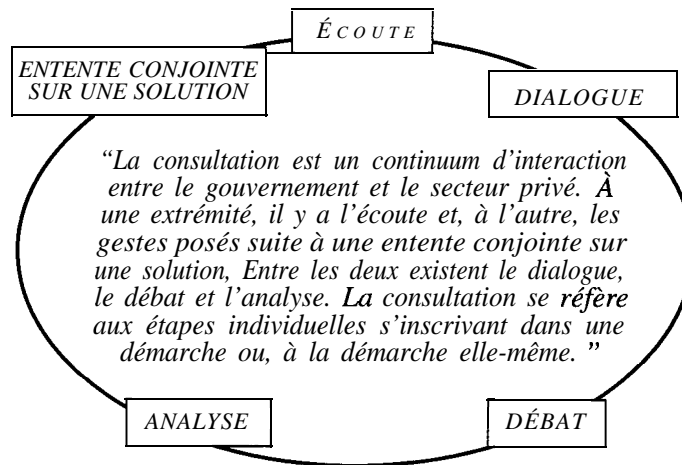 ÉCOUTE
ENTENTE CONJOINTE
SUR UNE SOLUTION
DIALOGUE
“La consultation est un continuum d’interaction
entre le gouvernement et le secteur privé. À
une extrémité, il y a l’écoute et, à l’autre, les
gestes posés suite à une entente conjointe sur
une solution, Entre les deux existent le dialogue,
le débat et l’analyse. La consultation se réfère
aux étapes individuelles s’inscrivant dans une
démarche ou, à la démarche elle-même. ”
ANALYSE
DÉBAT